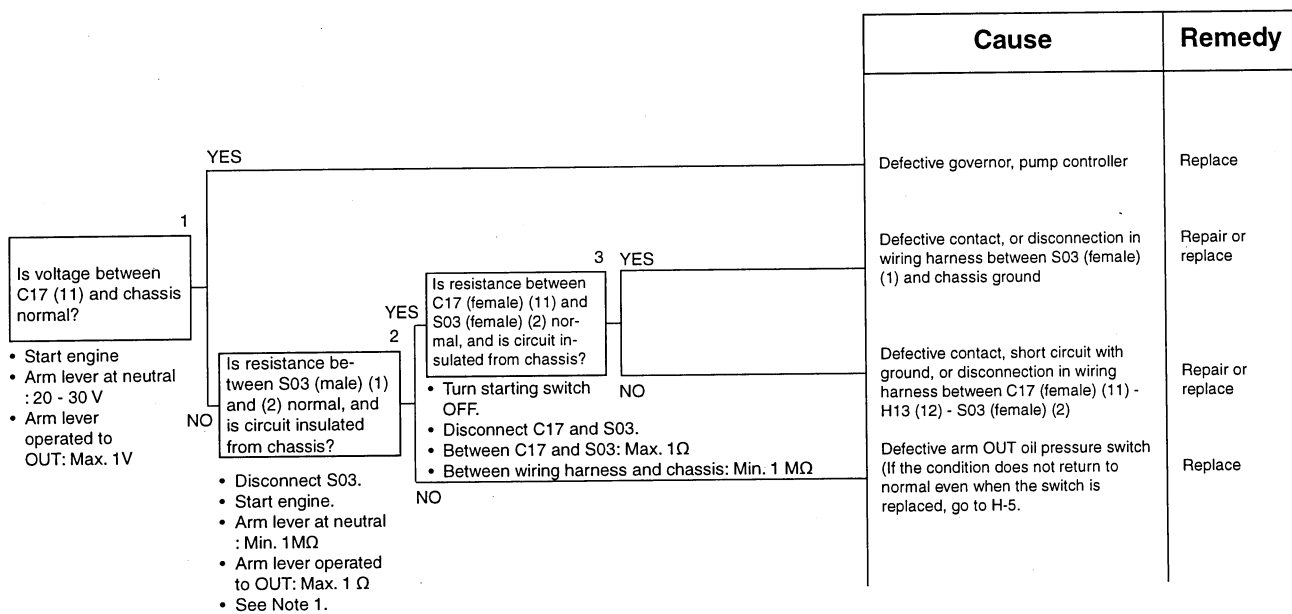 Cause
Remedy
YES
Defective governor, pump controller
Replace
1
Is voltage between
C17 (11) and chassis
normal?
• Start engine
• Arm lever at neutral
: 20 - 30 V
• Arm lever
operated to
OUT: Max. 1V
NO
2
Is resistance be-
tween S03 (male) (1)
and (2) normal, and
is circuit insulated
from chassis?
• Disconnect S03.
• Start engine.
• Arm lever at neutral
: Min. 1MΩ
• Arm lever operated
to OUT: Max. 1 Ω
• See Note 1.
YES
3
Is resistance between
C17 (female) (11) and
S03 (female) (2) nor-
mal, and is circuit in-
sulated from chassis?
• Turn starting switch
OFF.
• Disconnect C17 and S03.
• Between C17 and S03: Max. 1Ω
• Between wiring harness and chassis: Min. 1 MΩ
NO
YES
Defective contact, or disconnection in
wiring harness between S03 (female)
(1) and chassis ground
Repair or
replace
NO
Defective contact, short circuit with
ground, or disconnection in wiring
harness between C17 (female) (11) -
H13 (12) - S03 (female) (2)
Repair or
replace
Defective arm OUT oil pressure switch
(If the condition does not return to
normal even when the switch is
replaced, go to H-5.
Replace